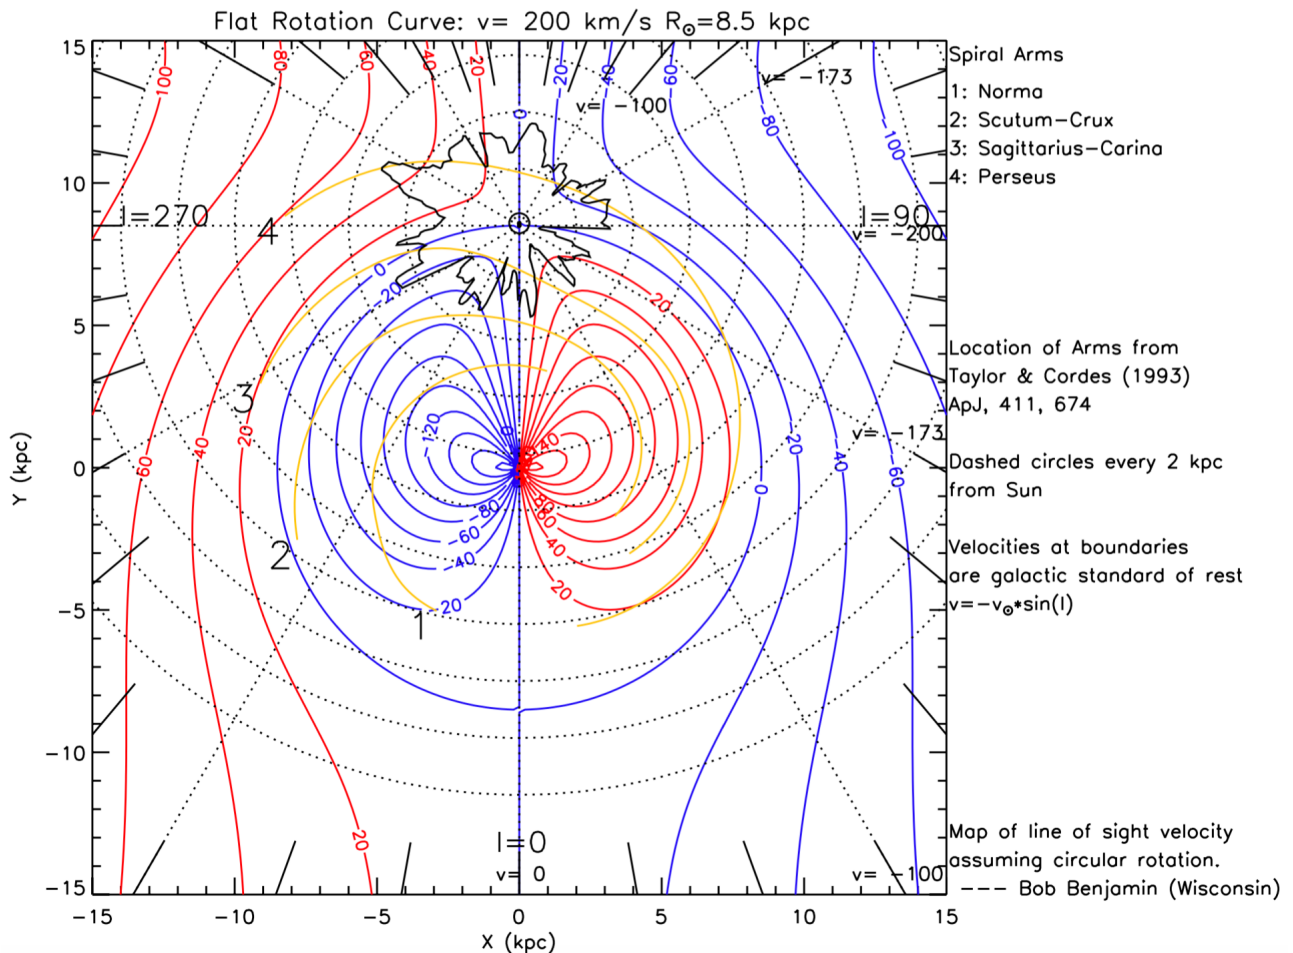 Flat Rotation Curve: v= 200 km/s R⊙=8.5 kpc
Spiral Arms
1: Norma
2: Scutum−Crux
3: Sagittarius−Carina
4: Perseus
Location of Arms from
Taylor & Cordes (1993)
ApJ, 411, 674
Dashed circles every 2 kpc
from Sun
Velocities at boundaries
are galactic standard of rest
v=−v⊙*sin(l)
Map of line of sight velocity
assuming circular rotation.
−−− Bob Benjamin (Wisconsin)
Y (kpc)
15
10
5
0
−5
−10
−15
−15
−10
−5
0
5
10
15
X (kpc)
100
80
60
−40
−20
−20
−40
−60
−80
−100
0
v= −100
v= −173
l=270
l=90
v= −200
4
0
−20
20
3
60
40
20
−120
0
40
20
−40
−60
v= −173
0
−80
−60
−40
−20
80
60
40
20
2
1
20
l=0
v= 0
v= −100